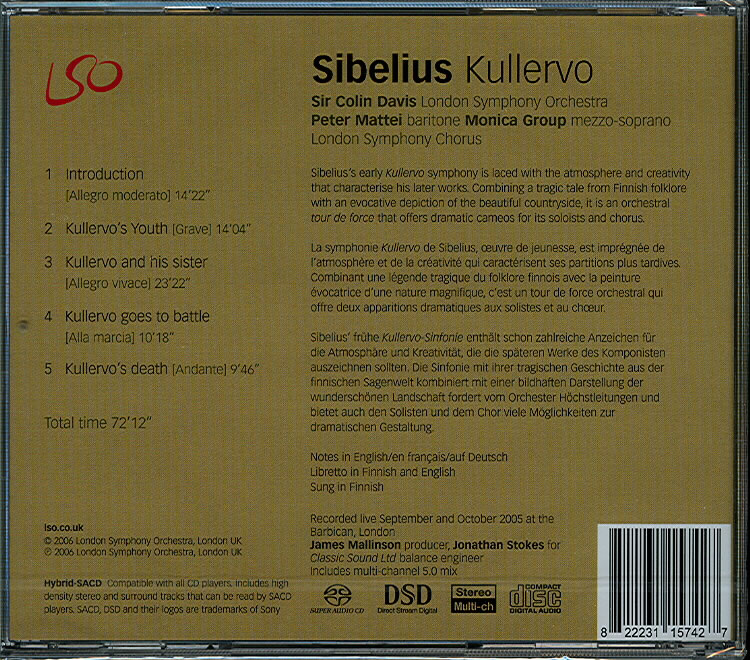 LSO
Sibelius Kullervo
Sir Colin Davis London Symphony Orchestra
Peter Mattei baritone Monica Group mezzo-soprano
London Symphony Chorus
1 Introduction
[Allegro moderato] 14'22"
2 Kullervo's Youth [Grave] 14'04"
3 Kullervo and his sister
[Allegro vivace] 23'22"
4 Kullervo goes to battle
[Alla marcia] 10'18"
5 Kullervo's death [Andante] 9'46"
Total time 72'12"
Sibelius's early Kullervo symphony is laced with the atmosphere and creativity
that characterise his later works. Combining a tragic tale from Finnish folklore
with an evocative depiction of the beautiful countryside, it is an orchestral
tour de force that offers dramatic cameos for its soloists and chorus.
La symphonie Kullervo de Sibelius, œuvre de jeunesse, est imprégnée de
l'atmosphère et de la créativité qui caractérisent ses partitions plus tardives.
Combinant une légende tragique du folklore finnois avec la peinture
évocatrice d'une nature magnifique, c'est un tour de force orchestral qui
offre deux apparitions dramatiques aux solistes et au chœur.
Sibelius' frühe Kullervo-Sinfonie enthält schon zahlreiche Anzeichen für
die Atmosphäre und Kreativität, die die späteren Werke des Komponisten
auszeichnen sollten. Die Sinfonie mit ihrer tragischen Geschichte aus der
finnischen Sagenwelt kombiniert mit einer bildhaften Darstellung der
wunderschönen Landschaft fordert vom Orchester Höchstleitungen und
bietet auch den Solisten und dem Chor viele Möglichkeiten zur
dramatischen Gestaltung.
Notes in English/en français/auf Deutsch
Libretto in Finnish and English
Sung in Finnish
Recorded live September and October 2005 at the
Barbican, London
James Mallinson producer, Jonathan Stokes for
Classic Sound Ltd balance engineer
Includes multi-channel 5.0 mix
lso.co.uk
© 2006 London Symphony Orchestra, London UK
℗ 2006 London Symphony Orchestra, London UK
Hybrid-SACD Compatible with all CD players. includes high
density stereo and surround tracks that can be read by SACD
players. SACD, DSD and their logos are trademarks of Sony
SUPER AUDIO CD
DSD
Direct Stream Digital
Stereo
Multi-ch
COMPACT
disc
DIGITAL AUDIO
8 22231 15742 7